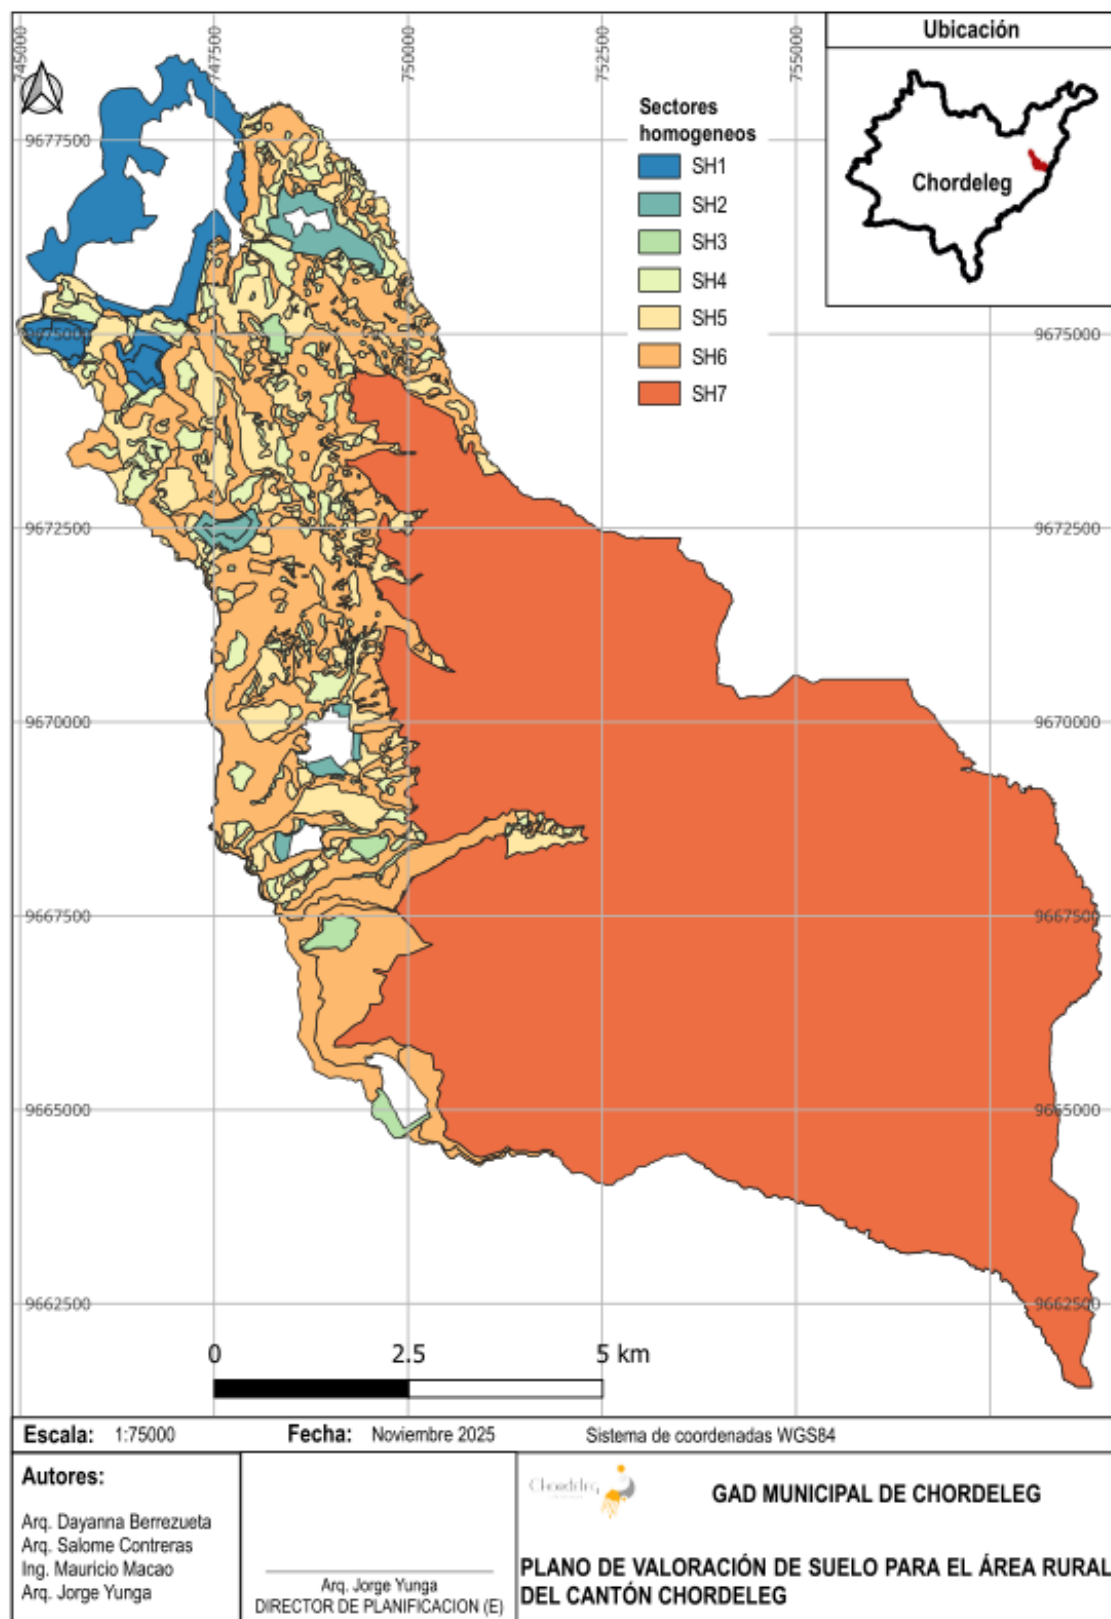 745000
747500
750000
752500
755000
Ubicación
Chordeleg
Sectores
homogeneos
SH1
SH2
SH3
SH4
SH5
SH6
SH7
9677500
9675000
9675000
9672500
9672500
9670000
9670000
9667500
9667500
9665000
9665000
9662500
9662500
0
2.5
5 km
Escala: 1:75000
Fecha: Noviembre 2025
Sistema de coordenadas WGS84
Autores:
Arq. Dayanna Berrezueta
Arq. Salome Contreras
Ing. Mauricio Macao
Arq. Jorge Yunga
Arq. Jorge Yunga
DIRECTOR DE PLANIFICACION (E)
Chordeleg
GAD MUNICIPAL DE CHORDELEG
PLANO DE VALORACIÓN DE SUELO PARA EL ÁREA RURAL
DEL CANTÓN CHORDELEG